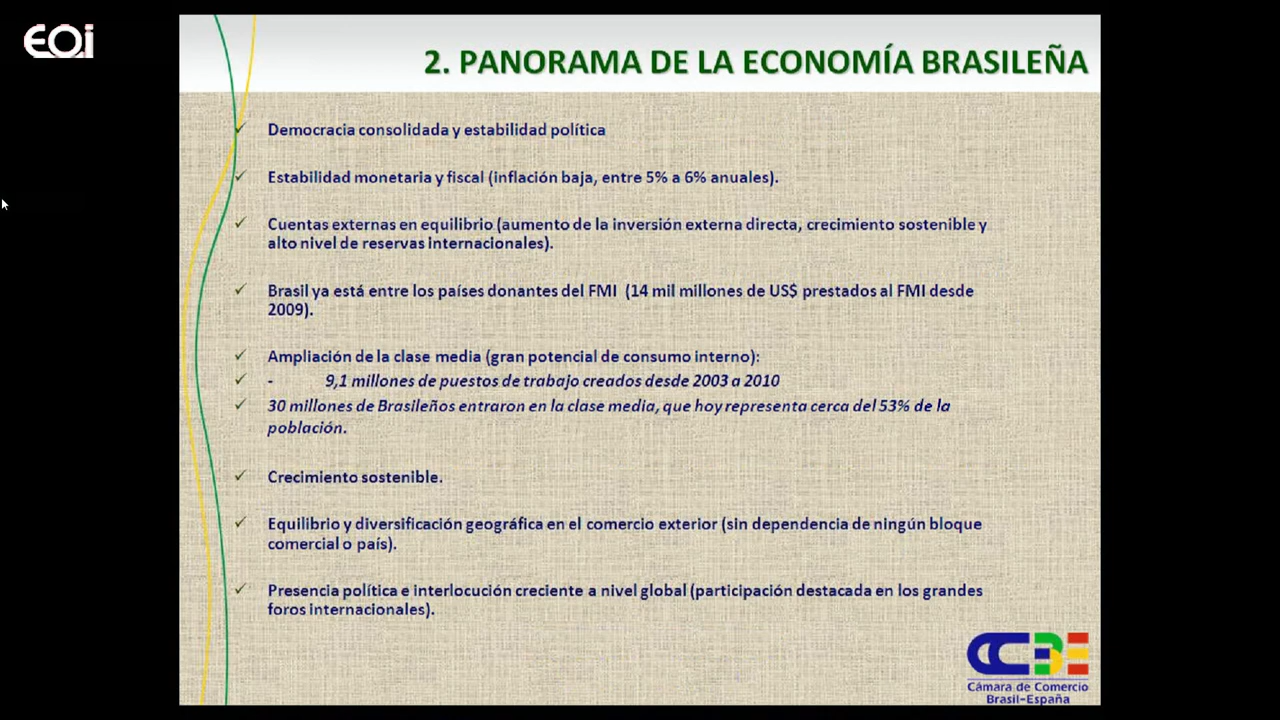 EOi
2. PANORAMA DE LA ECONOMÍA BRASILEÑA
✓ Democracia consolidada y estabilidad política
✓ Estabilidad monetaria y fiscal (inflación baja, entre 5% a 6% anuales).
✓ Cuentas externas en equilibrio (aumento de la inversión externa directa, crecimiento sostenible y
alto nivel de reservas internacionales).
✓ Brasil ya está entre los países donantes del FMI (14 mil millones de US$ prestados al FMI desde
2009).
✓ Ampliación de la clase media (gran potencial de consumo interno):
✓ - 9,1 millones de puestos de trabajo creados desde 2003 a 2010
✓ 30 millones de Brasileños entraron en la clase media, que hoy representa cerca del 53% de la
población.
✓ Crecimiento sostenible.
✓ Equilibrio y diversificación geográfica en el comercio exterior (sin dependencia de ningún bloque
comercial o país).
✓ Presencia política e interlocución creciente a nivel global (participación destacada en los grandes
foros internacionales).
CCBE
Cámara de Comercio
Brasil-España